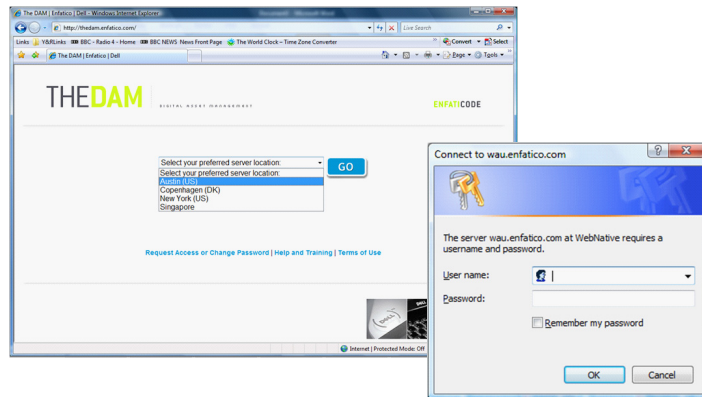 The DAM | Enfatico | Dell - Windows Internet Explorer
http://thedam.enfatico.com/
Live Search
Links Y&RLinks BBC - Radio 4 - Home BBC NEWS News Front Page The World Clock – Time Zone Converter Convert Select
The DAM | Enfatico | Dell
Page Tools
THEDAM
DIGITAL ASSET MANAGEMENT
ENFATICODE
Select your preferred server location:
GO
Select your preferred server location:
Austin (US)
Copenhagen (DK)
New York (US)
Singapore
Request Access or Change Password | Help and Training | Terms of Use
Internet | Protected Mode: Off
Connect to wau.enfatico.com
The server wau.enfatico.com at WebNative requires a
username and password.
User name:
Password:
Remember my password
OK Cancel